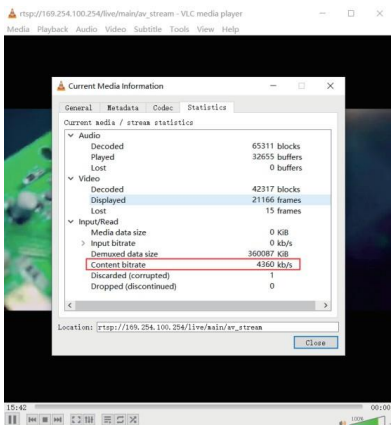 rtsp://169.254.100.254/live/main/av_stream - VLC media player
Media Playback Audio Video Subtitle Tools View Help
Current Media Information
General Metadata Codec Statistics
Current media / stream statistics
Audio
Decoded 65311 blocks
Played 32655 buffers
Lost 0 buffers
Video
Decoded 42317 blocks
Displayed 21166 frames
Lost 15 frames
Input/Read
Media data size 0 KiB
Input bitrate 0 kb/s
Demuxed data size 360087 KiB
Content bitrate 4360 kb/s
Discarded (corrupted) 1
Dropped (discontinued) 0
Location: rtsp://169.254.100.254/live/main/av_stream
Close
15:42 00:00
100%